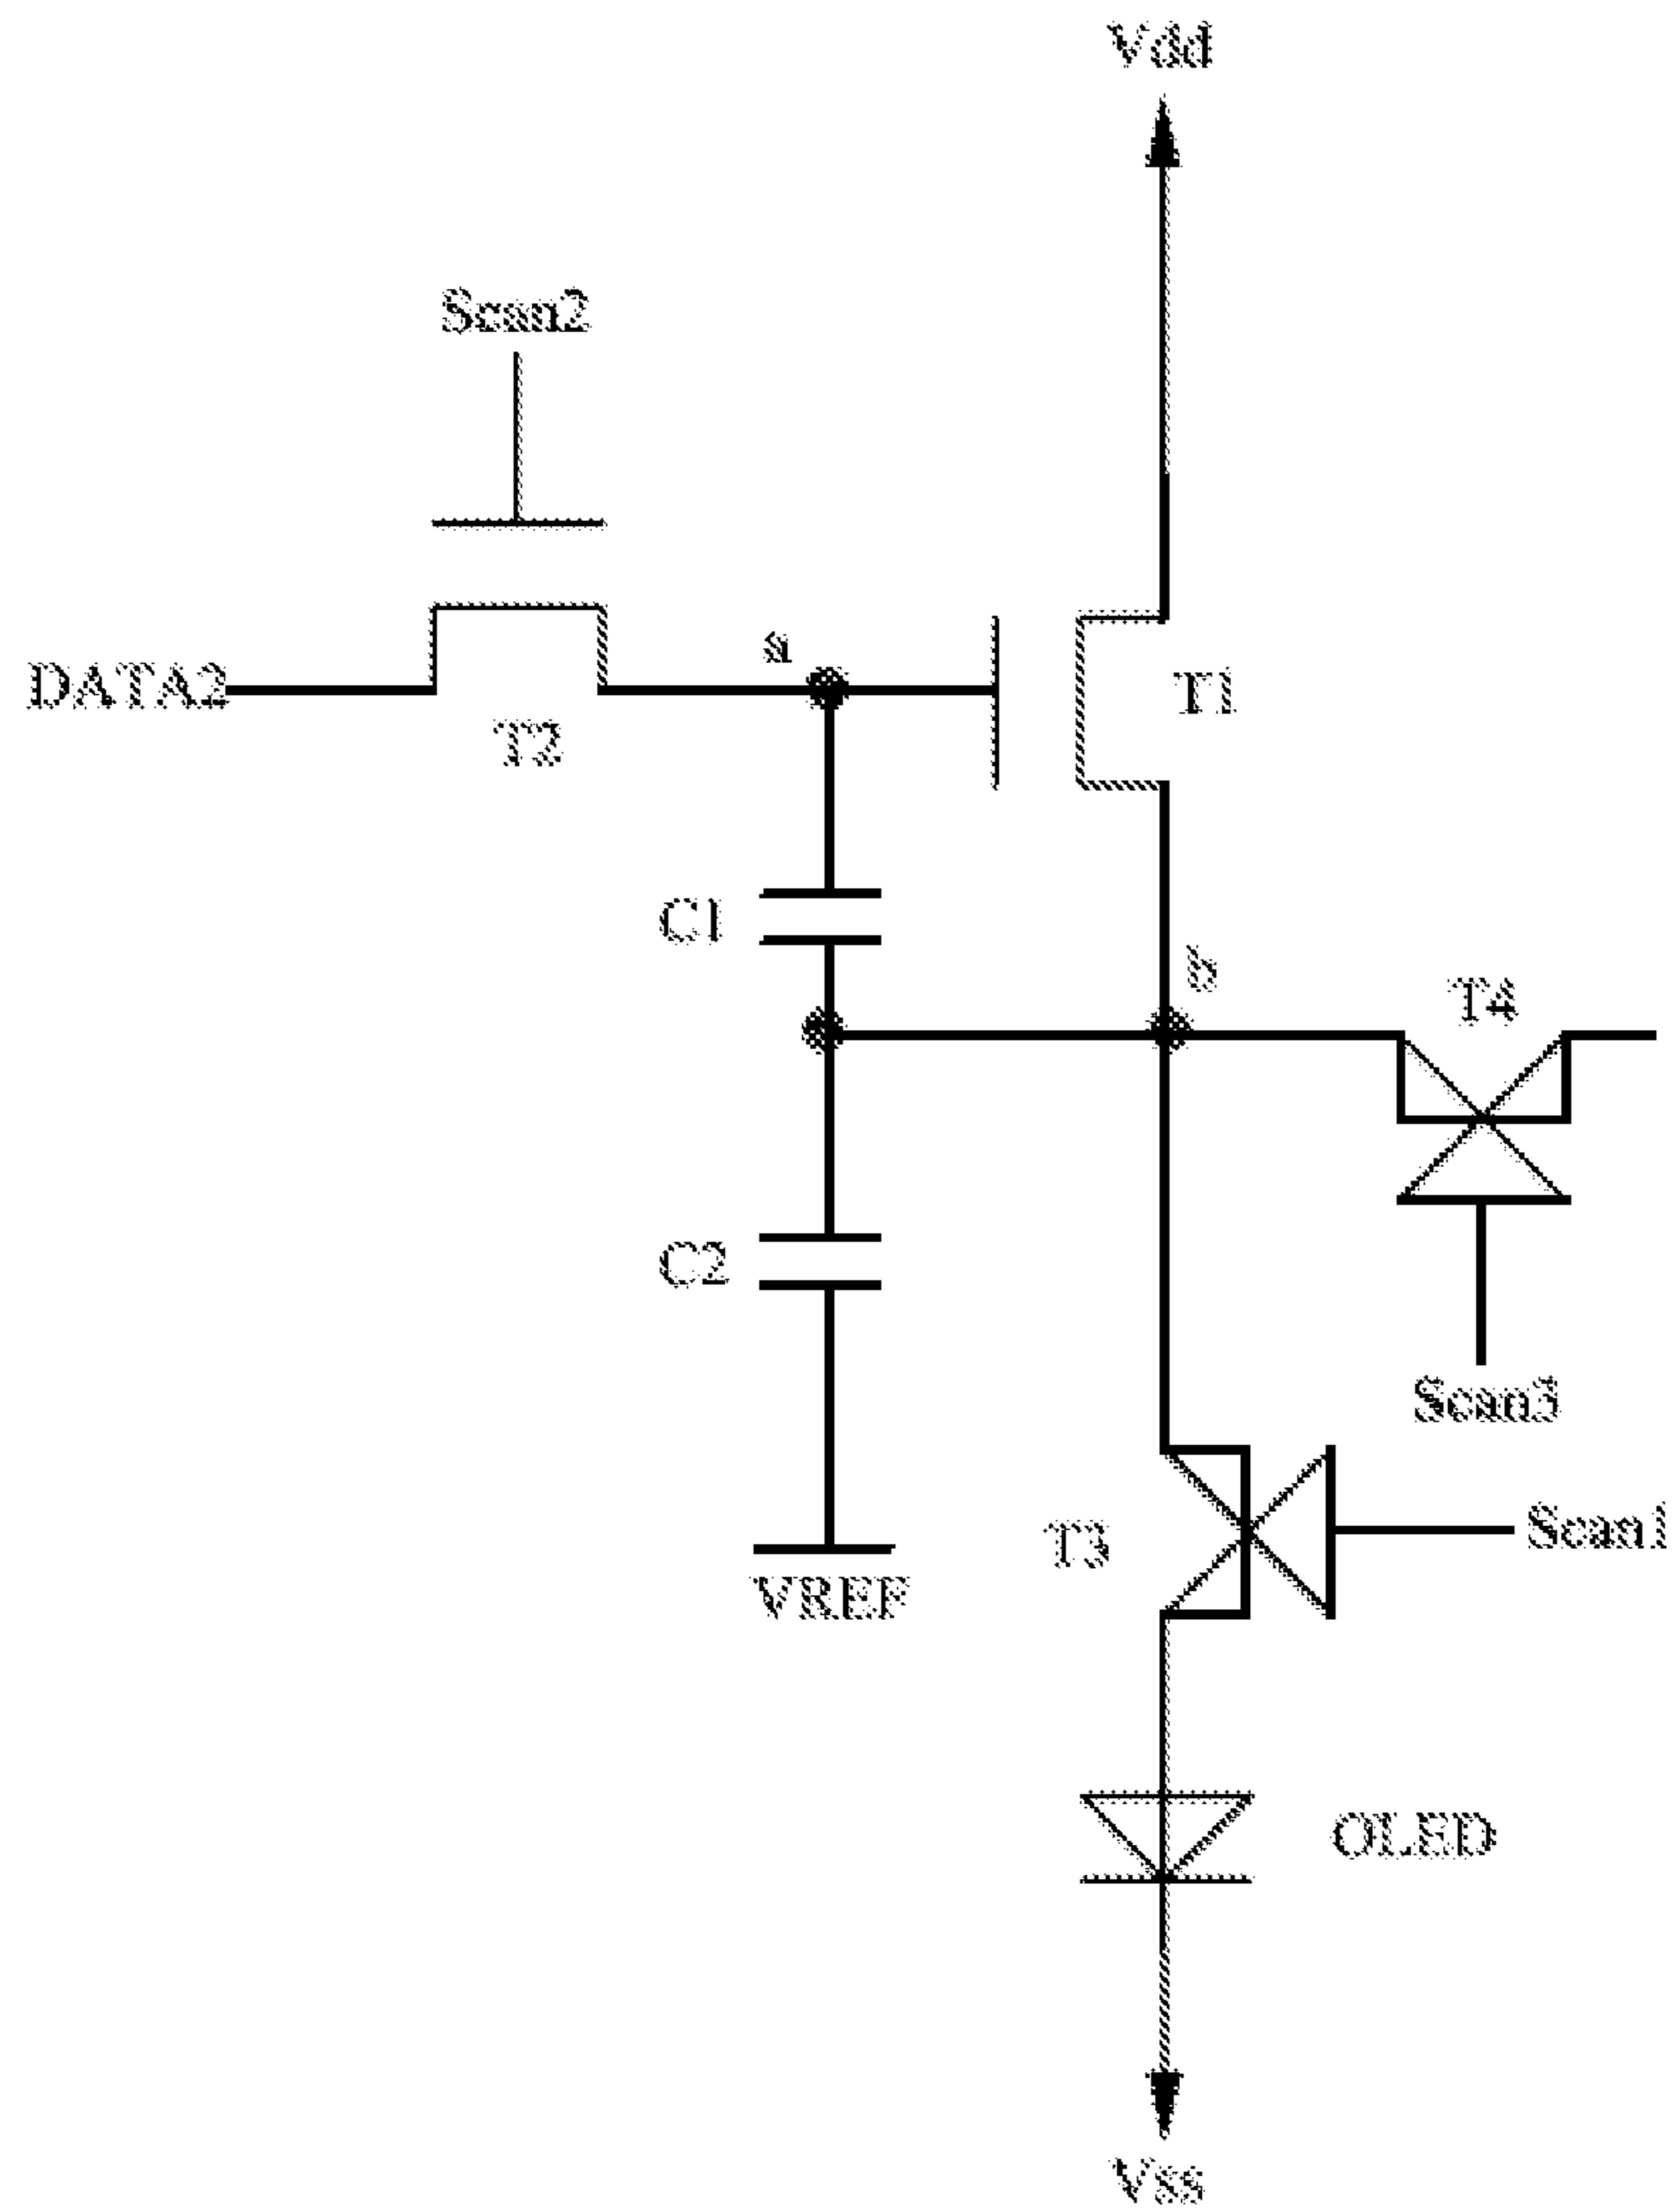 Vdd
Scan2
a
DATA2
T1
T2
C1
b
T4
C2
Scan3
Scan1
T3
VREF
OLED
Vss